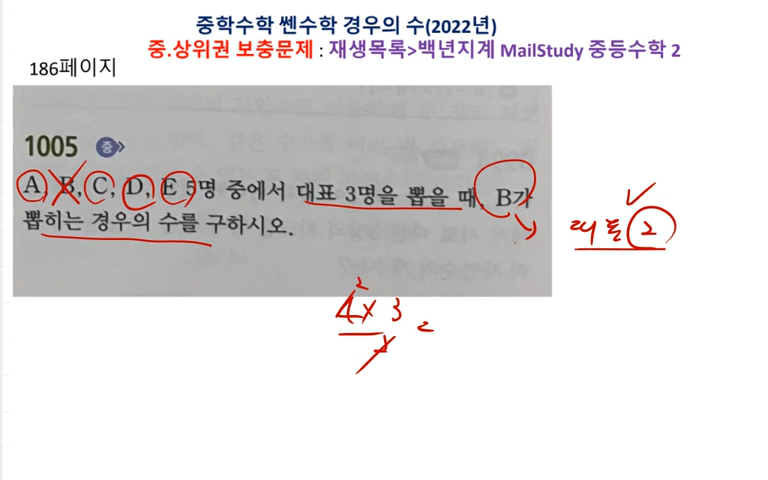 중학수학 쎈수학 경우의 수(2022년)
중.상위권 보충문제 : 재생목록>백년지계 MailStudy 중등수학 2
186페이지
1005 중
A, B, C, D, E 5명 중에서 대표 3명을 뽑을 때, B가
뽑히는 경우의 수를 구하시오.
대표 2
2
4 x 3 =
2